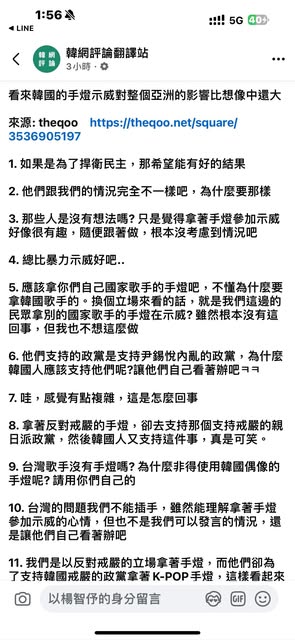 1:56
5G 40+
◀ LINE
韓網
評論
韓網評論翻譯站
3小時 ·
看來韓國的手燈示威對整個亞洲的影響比想像中還大
來源: theqoo https://theqoo.net/square/
3536905197
1. 如果是為了捍衛民主，那希望能有好的結果
2. 他們跟我們的情況完全不一樣吧，為什麼要那樣
3. 那些人是沒有想法嗎? 只是覺得拿著手燈參加示威
好像很有趣，隨便跟著做，根本沒考慮到情況吧
4. 總比暴力示威好吧..
5. 應該拿你們自己國家歌手的手燈吧，不懂為什麼要
拿韓國歌手的。換個立場來看的話，就是我們這邊的
民眾拿別的國家歌手的手燈在示威? 雖然根本沒有這
回事，但我也不想這麼做
6. 他們支持的政黨是支持尹錫悅內亂的政黨，為什麼
韓國人應該支持他們呢?讓他們自己看著辦吧ㅋㅋ
7. 哇，感覺有點複雜，這是怎麼回事
8. 拿著反對戒嚴的手燈，卻去支持那個支持戒嚴的親
日派政黨，然後韓國人又支持這件事，真是可笑。
9. 台灣歌手沒有手燈嗎? 為什麼非得使用韓國偶像的
手燈呢? 請用你們自己的
10. 台灣的問題我們不能插手，雖然能理解拿著手燈
參加示威的心情，但也不是我們可以發言的情況，還
是讓他們自己看著辦吧
11. 我們是以反對戒嚴的立場拿著手燈，而他們卻為
了支持韓國戒嚴的政黨拿著 K-POP 手燈，這樣看起來
以楊智伃的身分留言
GIF